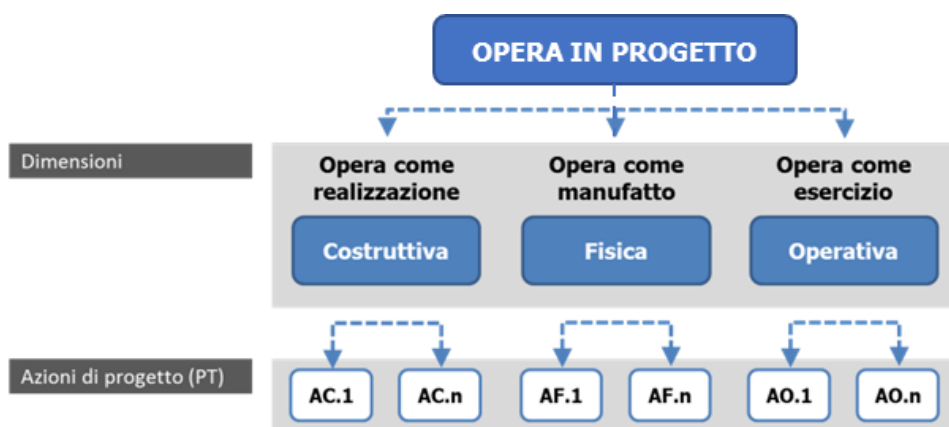 OPERA IN PROGETTO
Dimensioni
Opera come
realizzazione
Opera come
manufatto
Opera come
esercizio
Costruttiva
Fisica
Operativa
Azioni di progetto (PT)
AC.1
AC.n
AF.1
AF.n
AO.1
AO.n